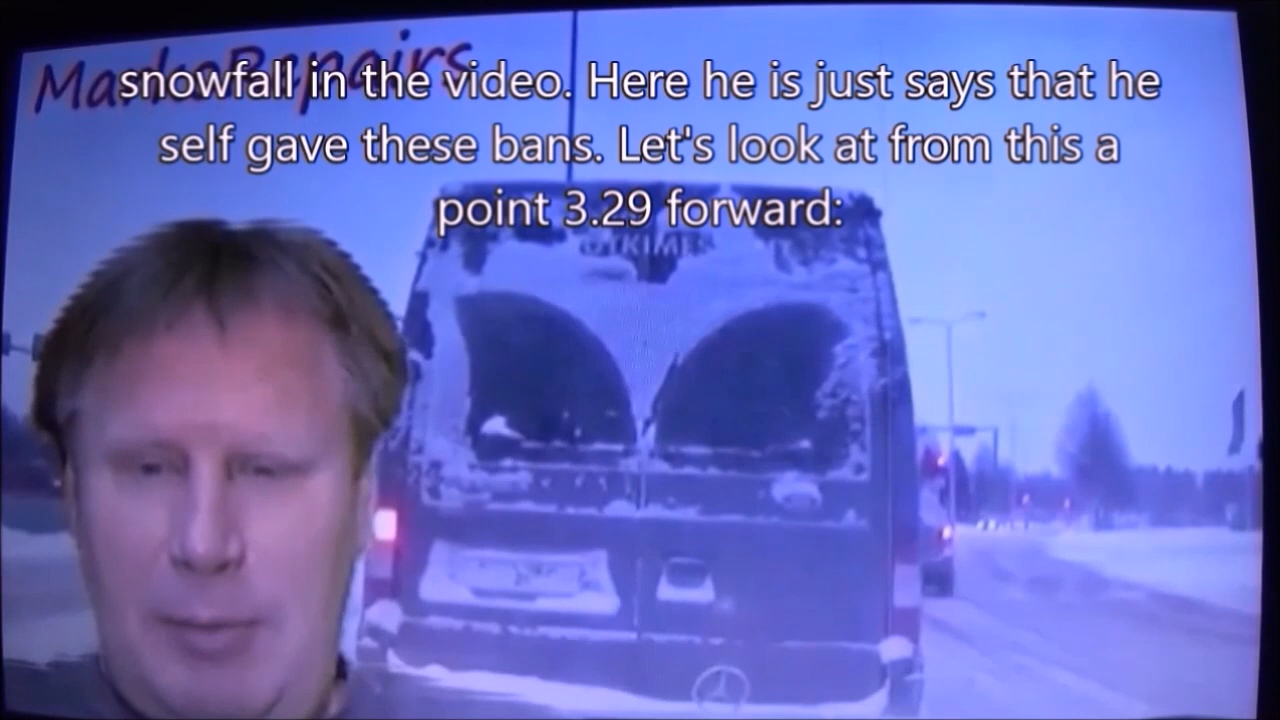 MarkoRepairs
snowfall in the video. Here he is just says that he
self gave these bans. Let's look at from this a
point 3.29 forward: